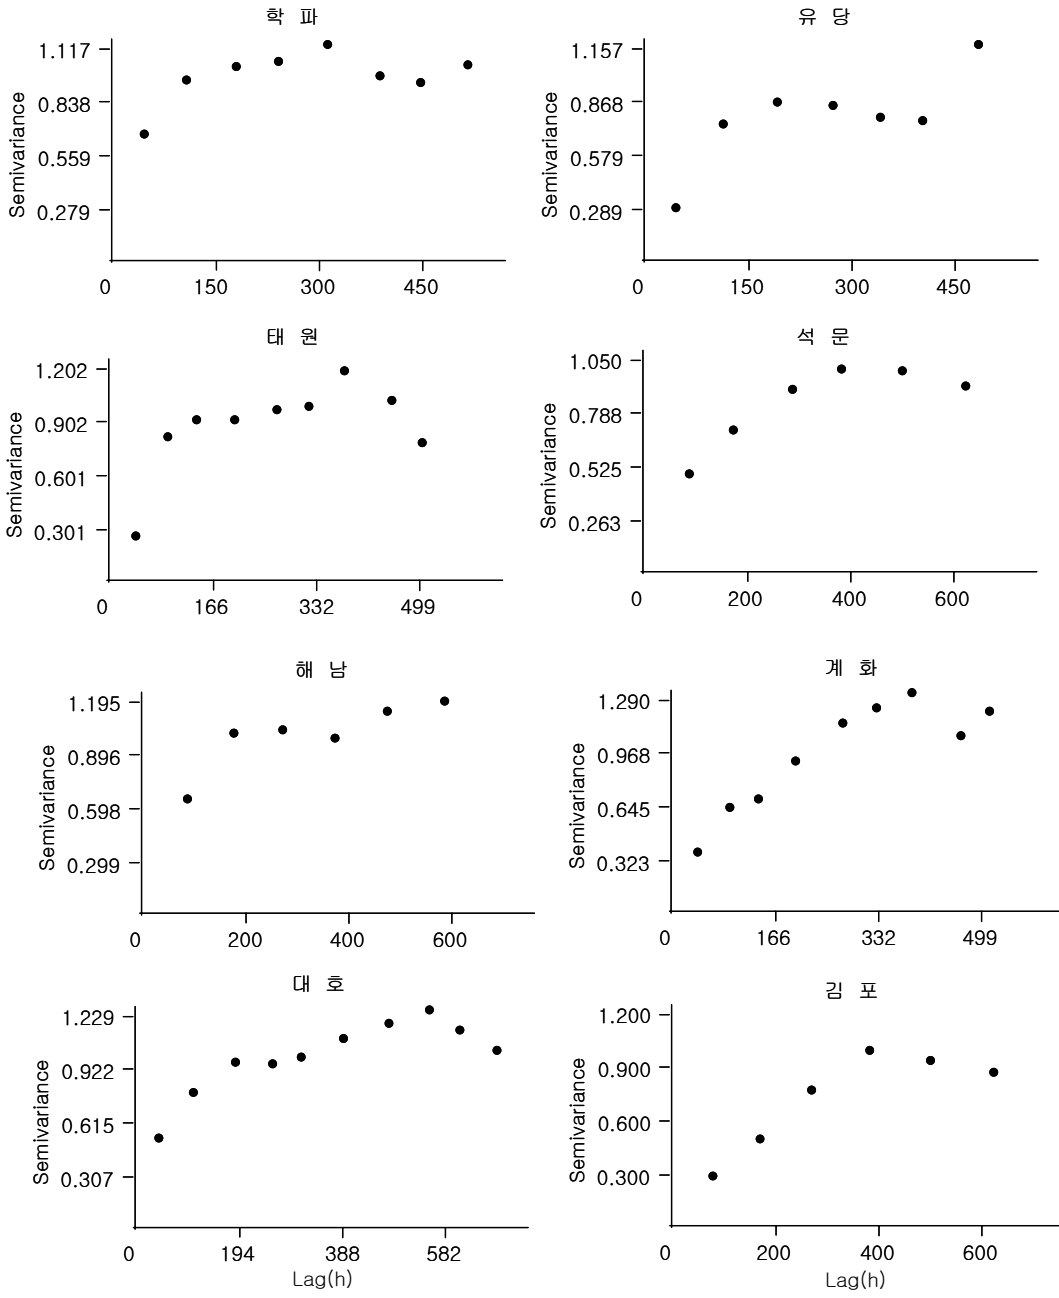 학 파
1.117
0.838
0.559
0.279
Semivariance
0 150 300 450
유 당
1.157
0.868
0.579
0.289
Semivariance
0 150 300 450
태 원
1.202
0.902
0.601
0.301
Semivariance
0 166 332 499
석 문
1.050
0.788
0.525
0.263
Semivariance
0 200 400 600
해 남
1.195
0.896
0.598
0.299
Semivariance
0 200 400 600
계 화
1.290
0.968
0.645
0.323
Semivariance
0 166 332 499
대 호
1.229
0.922
0.615
0.307
Semivariance
0 194 388 582
Lag(h)
김 포
1.200
0.900
0.600
0.300
Semivariance
0 200 400 600
Lag(h)